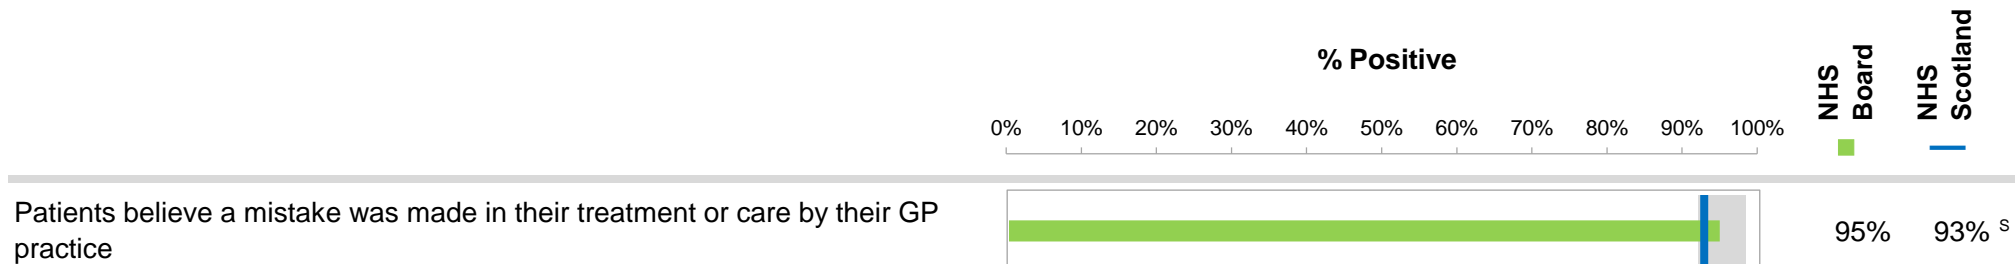 % Positive
NHS
Board
NHS
Scotland
0% 10% 20% 30% 40% 50% 60% 70% 80% 90% 100%
Patients believe a mistake was made in their treatment or care by their GP
practice
95% 93% S